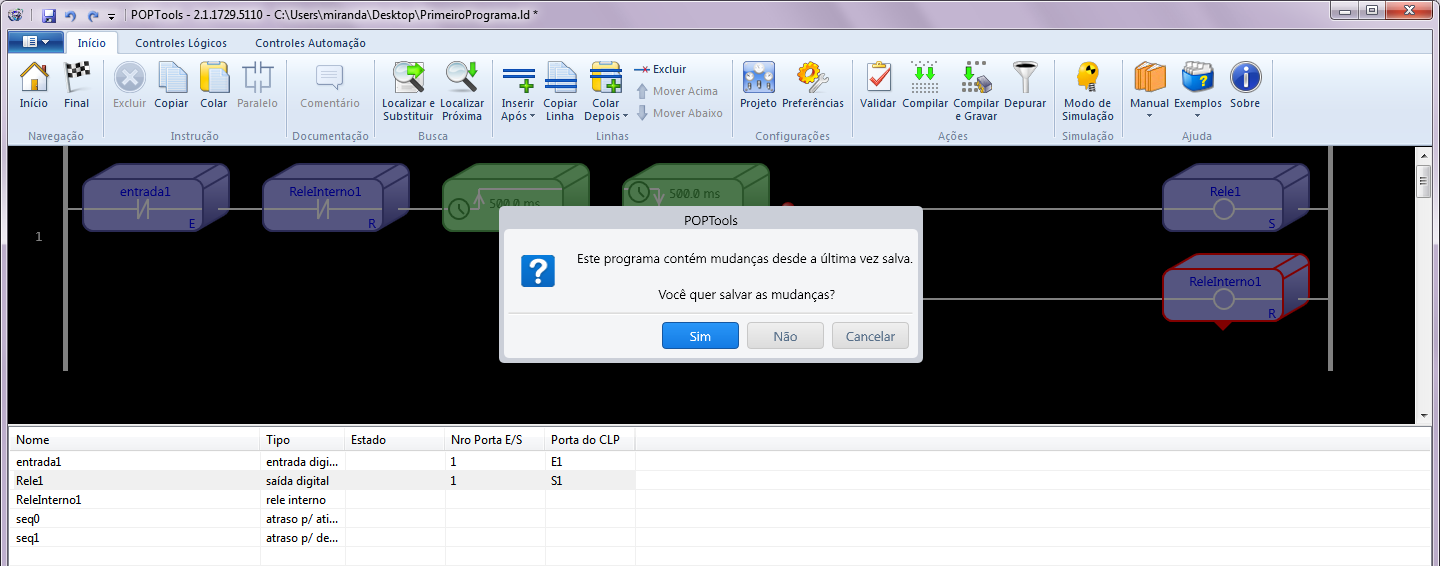 POPTools - 2.1.1729.5110 - C:\Users\miranda\Desktop\PrimeiroPrograma.ld *
Início Controles Lógicos Controles Automação
Início Final Excluir Copiar Colar Paralelo Comentário Localizar e Substituir Localizar Próxima Inserir Após Copiar Linha Colar Depois Excluir Mover Acima Mover Abaixo Projeto Preferências Validar Compilar Compilar e Gravar Depurar Modo de Simulação Manual Exemplos Sobre
Navegação Instrução Documentação Busca Linhas Configurações Ações Simulação Ajuda
entrada1 ReleInterno1 500.0 ms 500.0 ms Rele1
E R S
1
ReleInterno1
R
POPTools
Este programa contém mudanças desde a última vez salva.
Você quer salvar as mudanças?
Sim Não Cancelar
Nome Tipo Estado Nro Porta E/S Porta do CLP
entrada1 entrada digi... 1 E1
Rele1 saída digital 1 S1
ReleInterno1 rele interno
seq0 atraso p/ ati...
seq1 atraso p/ de...